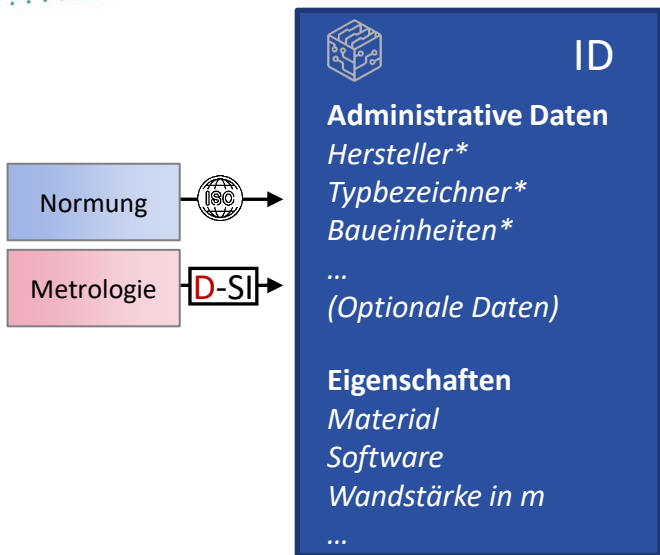 ID
Administrative Daten
Hersteller*
Typbezeichner*
Baueinheiten*
...
(Optionale Daten)
Normung
ISO
Metrologie
D-SI
Eigenschaften
Material
Software
Wandstärke in m
...